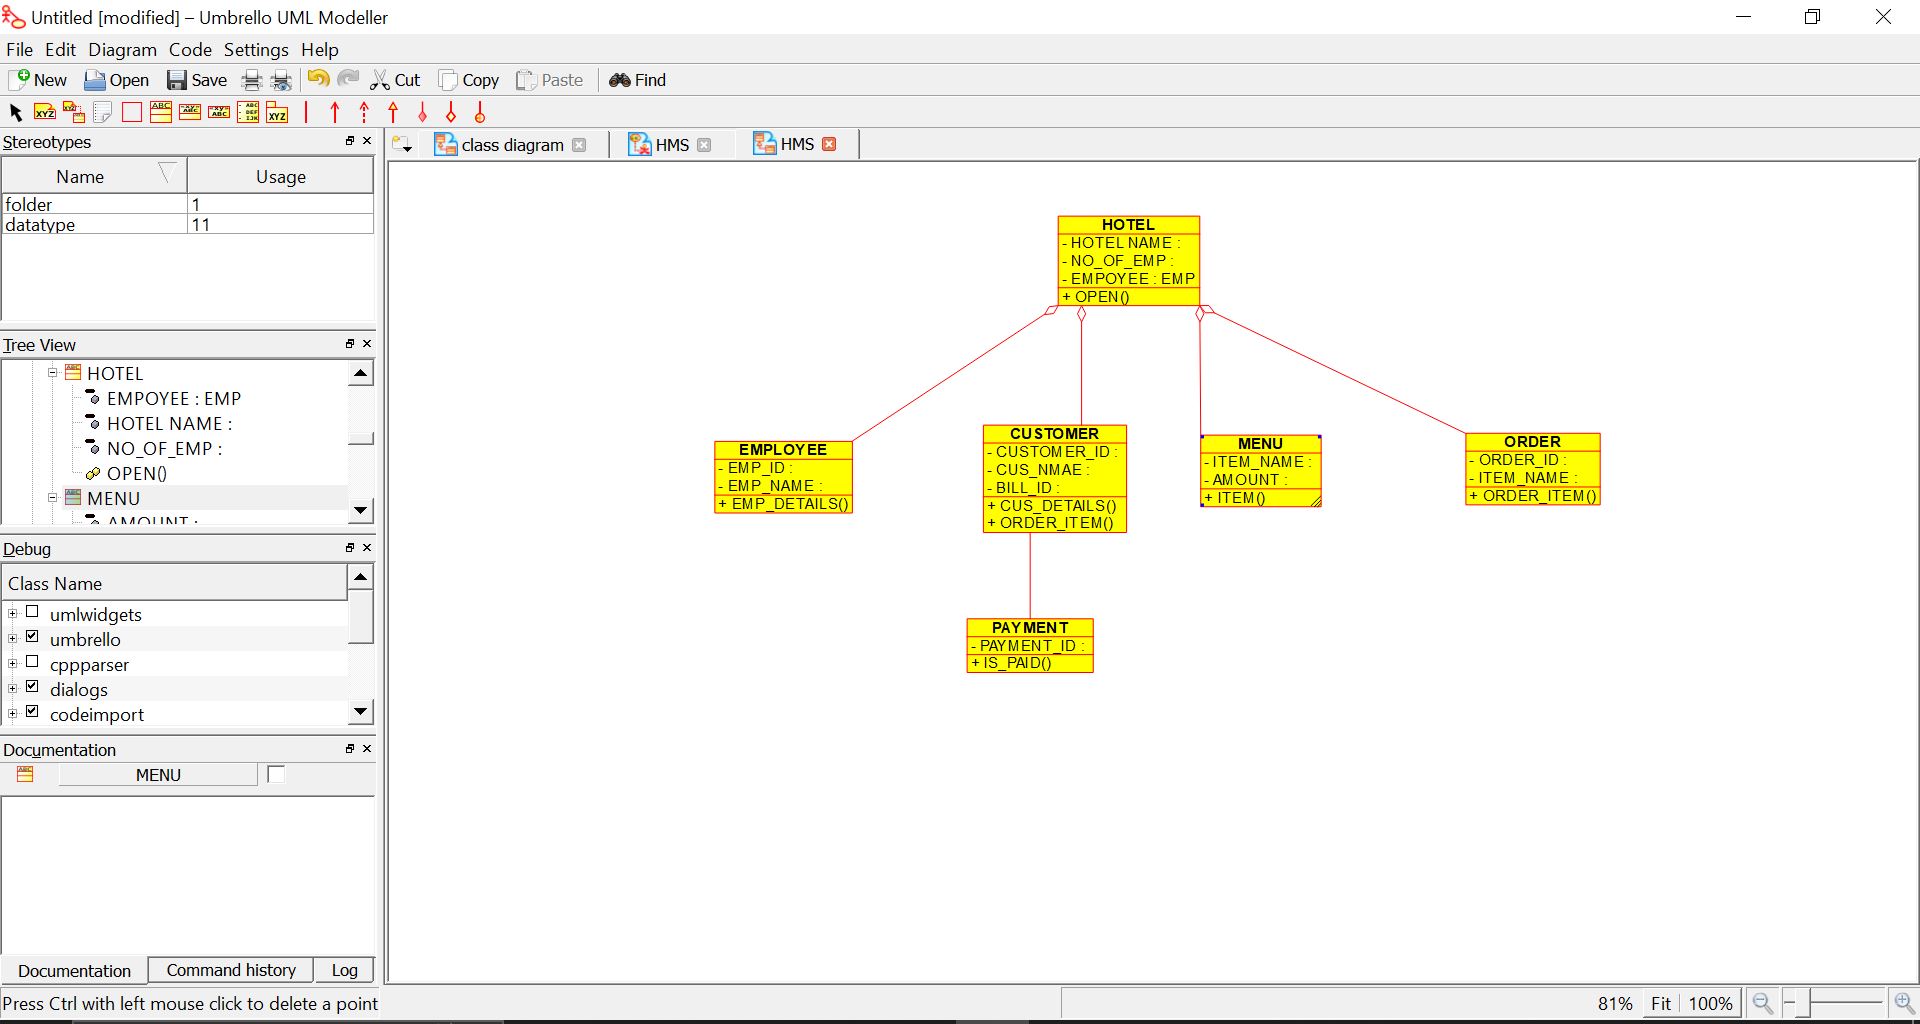 Untitled [modified] – Umbrello UML Modeller
File Edit Diagram Code Settings Help
New Open Save Cut Copy Paste Find
Stereotypes
class diagram HMS HMS
Name Usage
folder 1
datatype 11
Tree View
HOTEL
EMPOYEE : EMP
HOTEL NAME :
NO_OF_EMP :
OPEN()
MENU
AMOUNT :
Debug
Class Name
umlwidgets
umbrello
cppparser
dialogs
codeimport
Documentation
MENU
Documentation Command history Log
Press Ctrl with left mouse click to delete a point
HOTEL
- HOTEL NAME :
- NO_OF_EMP :
- EMPOYEE : EMP
+ OPEN()
EMPLOYEE
- EMP_ID :
- EMP_NAME :
+ EMP_DETAILS()
CUSTOMER
- CUSTOMER_ID :
- CUS_NMAE :
- BILL_ID :
+ CUS_DETAILS()
+ ORDER_ITEM()
MENU
- ITEM_NAME :
- AMOUNT :
+ ITEM()
ORDER
- ORDER_ID :
- ITEM_NAME :
+ ORDER_ITEM()
PAYMENT
- PAYMENT_ID :
+ IS_PAID()
81% Fit 100%